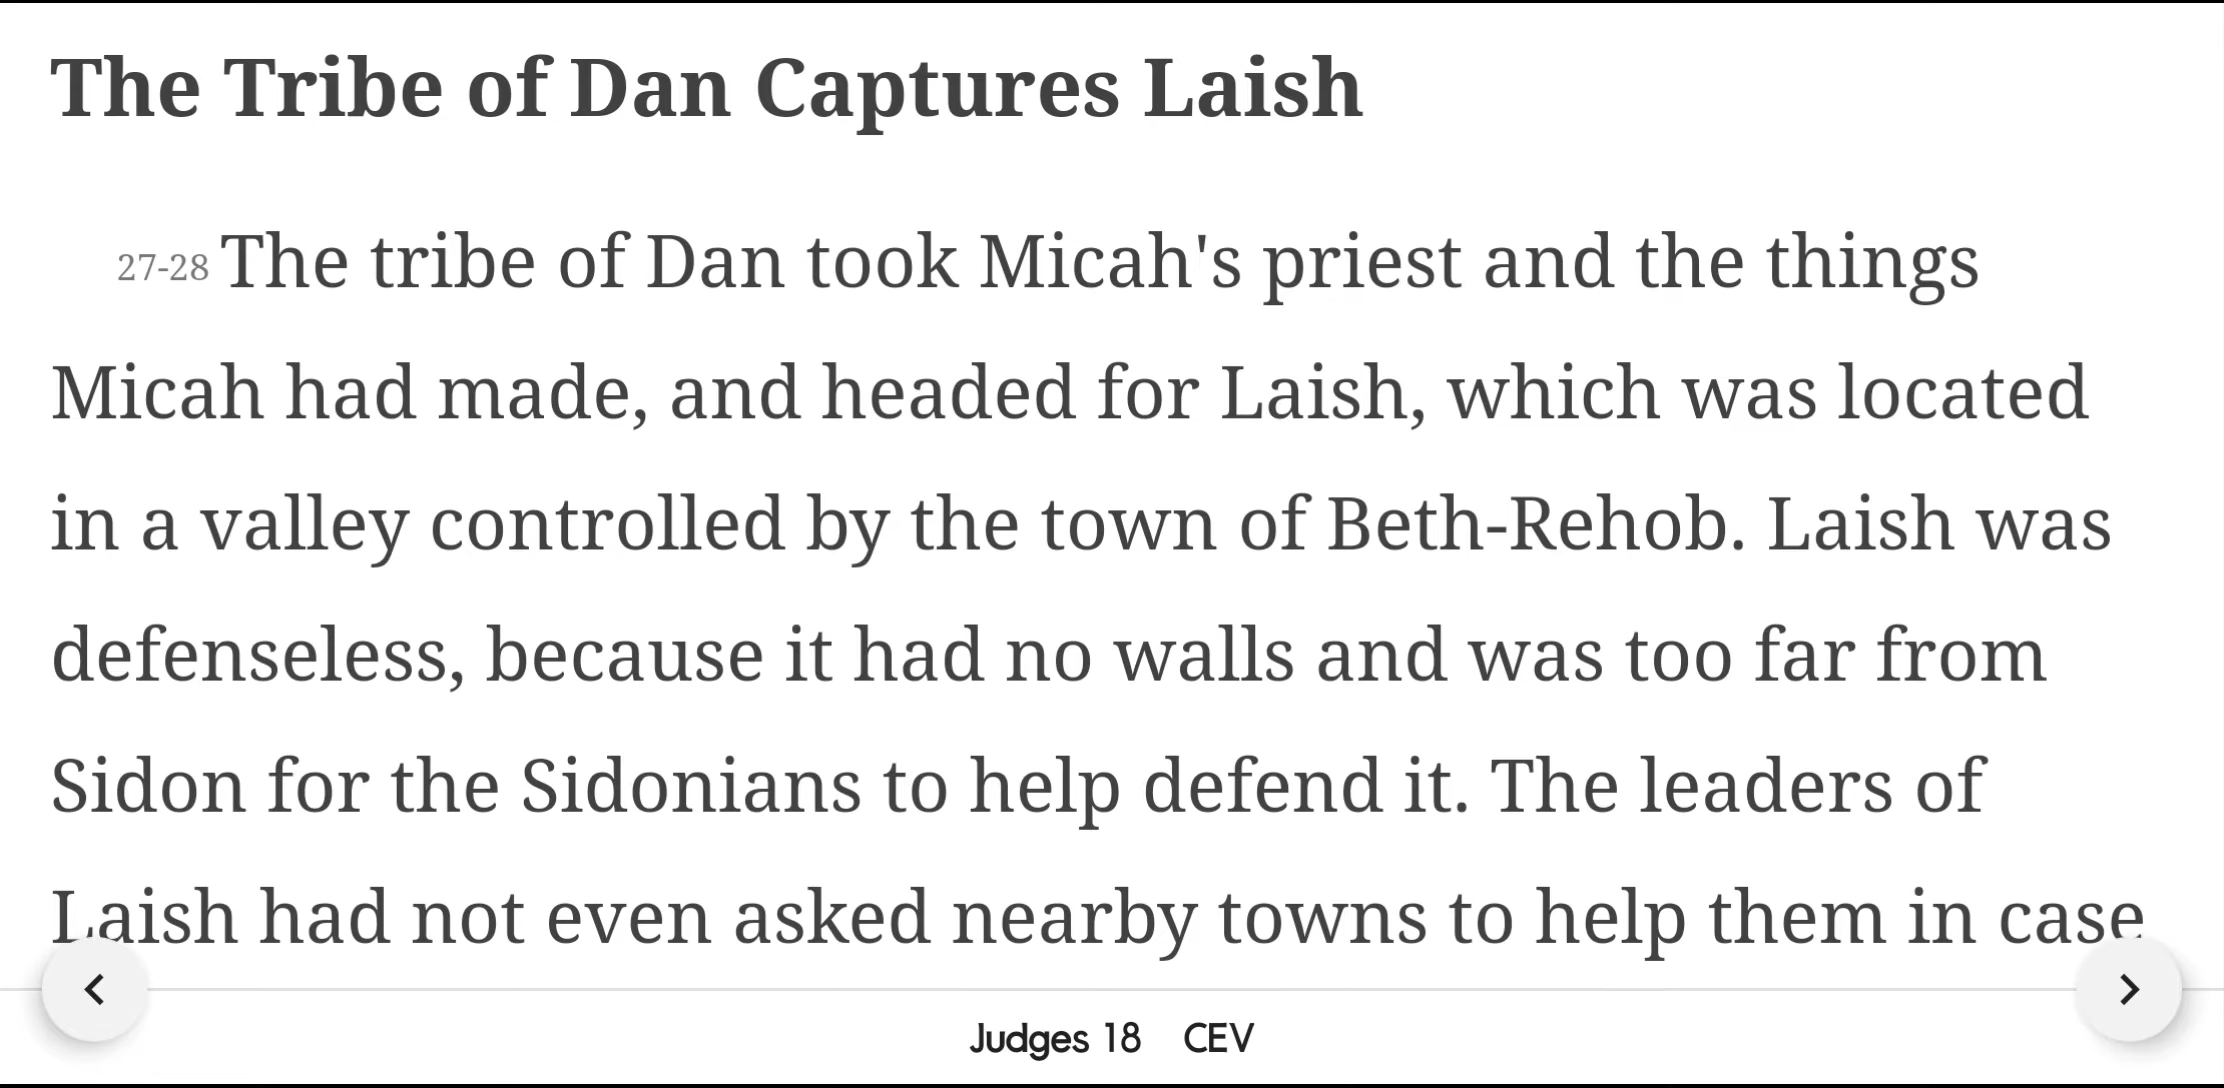 The Tribe of Dan Captures Laish
27-28 The tribe of Dan took Micah's priest and the things
Micah had made, and headed for Laish, which was located
in a valley controlled by the town of Beth-Rehob. Laish was
defenseless, because it had no walls and was too far from
Sidon for the Sidonians to help defend it. The leaders of
Laish had not even asked nearby towns to help them in case
Judges 18 CEV